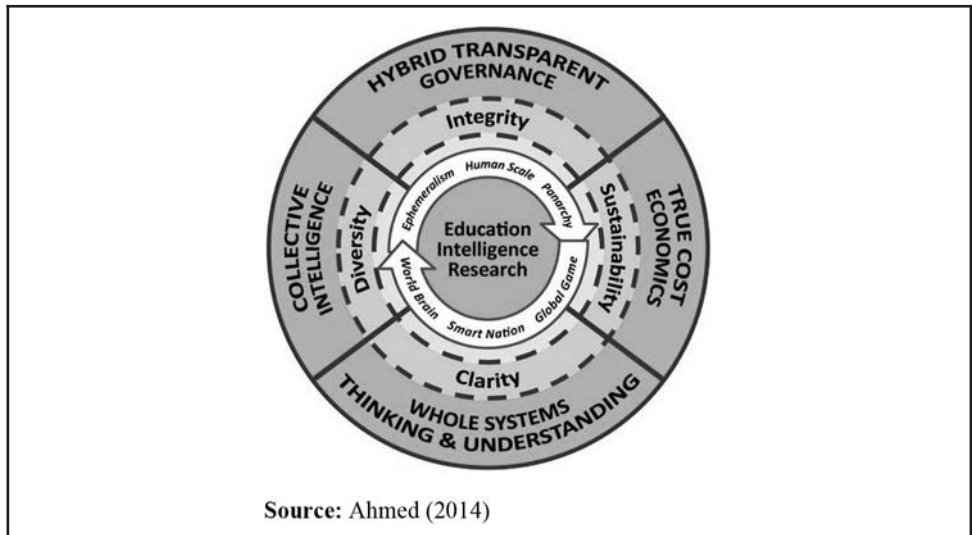 HYBRID TRANSPARENT
GOVERNANCE
Integrity
COLLECTIVE
INTELLIGENCE
Diversity
Ephemeralism Human Scale Panarchy
Education
Intelligence
Research
World Brain Smart Nation Global Game
Sustainability
TRUE COST
ECONOMICS
Clarity
WHOLE SYSTEMS
THINKING & UNDERSTANDING
Source: Ahmed (2014)